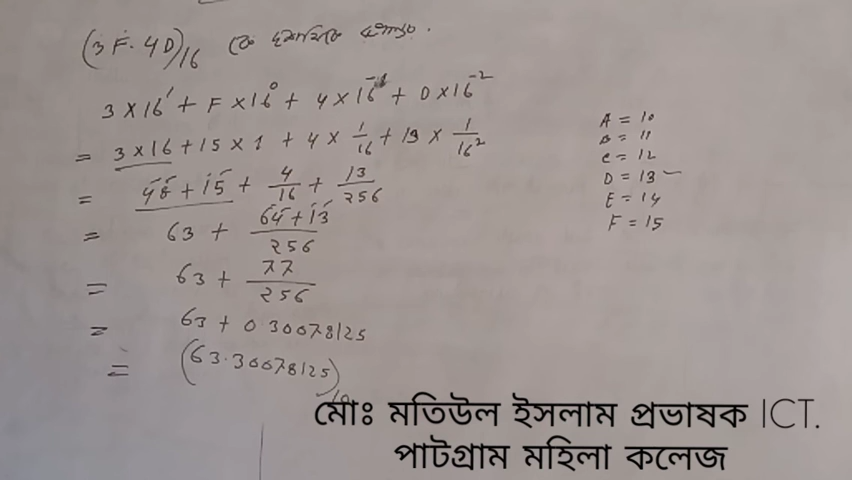 (3F.4D)16 কে দশমিকে রূপান্তর.
3×16¹ + F×16⁰ + 4×16⁻¹ + D×16⁻²
= 3×16 + 15×1 + 4×1/16 + 13×1/16²
= 48+15 + 4/16 + 13/256
= 63 + 64+13/256
= 63 + 77/256
= 63 + 0.30078125
= (63.30078125)10
A = 10
B = 11
C = 12
D = 13
E = 14
F = 15
মোঃ মতিউল ইসলাম প্রভাষক ICT.
পাটগ্রাম মহিলা কলেজ